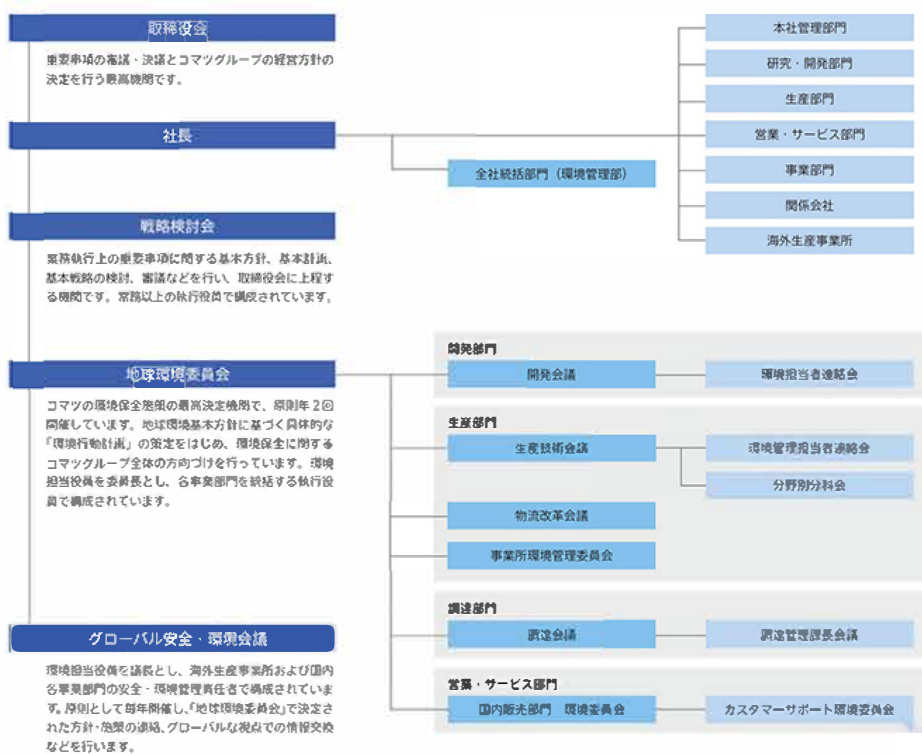 取締役会
重要事項の審議・決議とコマツグループの経営方針の
決定を行う最高機関です。
社長
全社統括部門（環境管理部）
本社管理部門
研究・開発部門
生産部門
営業・サービス部門
事業部門
関係会社
海外生産事業所
戦略検討会
業務執行上の重要事項に関する基本方針、基本計画、
基本戦略の検討、審議などを行い、取締役会に上程す
る機関です。常務以上の執行役員で構成されています。
地球環境委員会
コマツの環境保全施策の最高決定機関で、原則年2回
開催しています。地球環境基本方針に基づく具体的な
「環境行動計画」の策定をはじめ、環境保全に関する
コマツグループ全体の方向づけを行っています。環境
担当役員を委員長とし、各事業部門を統括する執行役
員で構成されています。
グローバル安全・環境会議
環境担当役員を議長とし、海外生産事業所および国内
各事業部門の安全・環境管理責任者で構成されていま
す。原則として毎年開催し、「地球環境委員会」で決定さ
れた方針・施策の連絡、グローバルな視点での情報交換
などを行います。
開発部門
開発会議
環境担当者連絡会
生産部門
生産技術会議
環境管理担当者連絡会
分野別分科会
物流改革会議
事業所環境管理委員会
調達部門
調達会議
調達管理課長会議
営業・サービス部門
国内販売部門　環境委員会
カスタマーサポート環境委員会